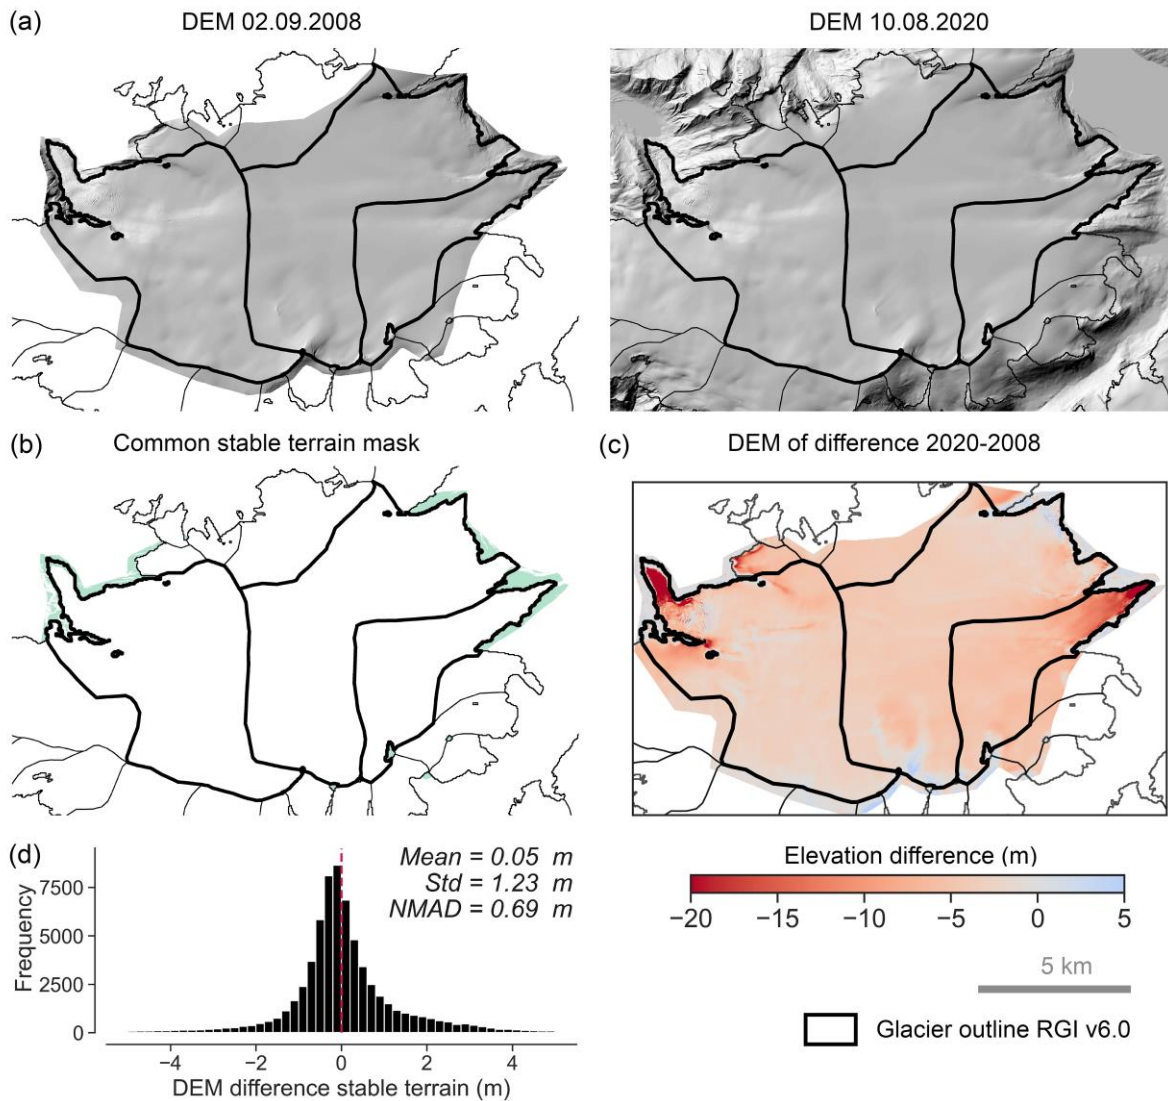 (a)
DEM 02.09.2008
DEM 10.08.2020
(b)
Common stable terrain mask
(c)
DEM of difference 2020-2008
(d)
Mean = 0.05 m
Std = 1.23 m
NMAD = 0.69 m
Frequency
7500
5000
2500
0
−4
−2
0
2
4
DEM difference stable terrain (m)
Elevation difference (m)
−20
−15
−10
−5
0
5
5 km
Glacier outline RGI v6.0